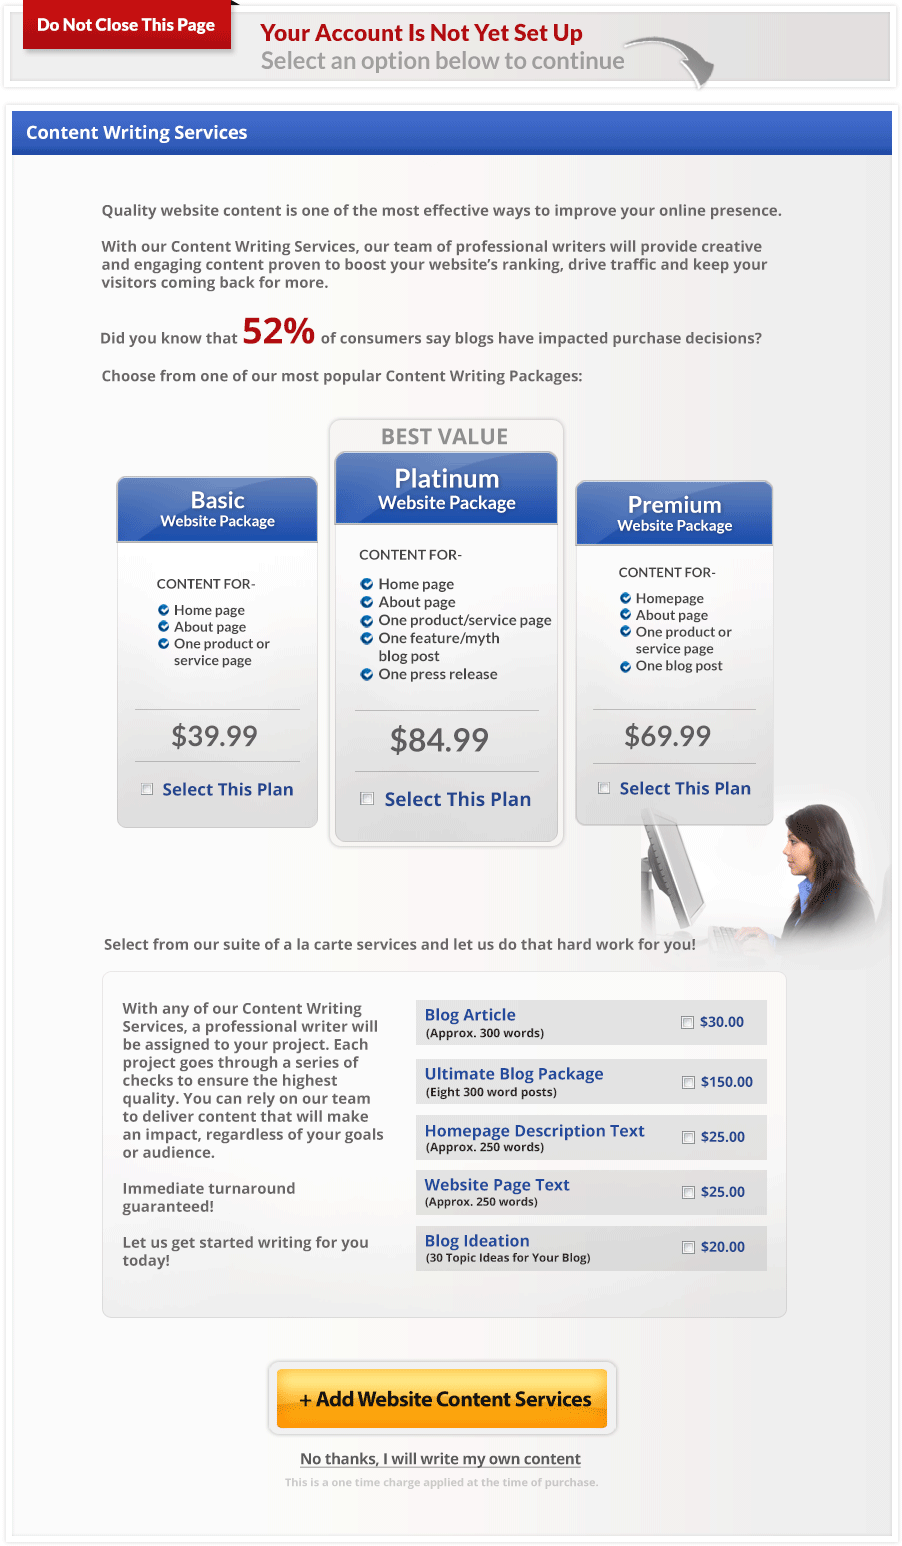 Do Not Close This Page
Your Account Is Not Yet Set Up
Select an option below to continue
Content Writing Services
Quality website content is one of the most effective ways to improve your online presence.
With our Content Writing Services, our team of professional writers will provide creative
and engaging content proven to boost your website's ranking, drive traffic and keep your
visitors coming back for more.
Did you know that 52% of consumers say blogs have impacted purchase decisions?
Choose from one of our most popular Content Writing Packages:
Basic
Website Package
CONTENT FOR-
Home page
About page
One product or
service page
$39.99
Select This Plan
BEST VALUE
Platinum
Website Package
CONTENT FOR-
Home page
About page
One product/service page
One feature/myth
blog post
One press release
$84.99
Select This Plan
Premium
Website Package
CONTENT FOR-
Homepage
About page
One product or
service page
One blog post
$69.99
Select This Plan
Select from our suite of a la carte services and let us do that hard work for you!
With any of our Content Writing
Services, a professional writer will
be assigned to your project. Each
project goes through a series of
checks to ensure the highest
quality. You can rely on our team
to deliver content that will make
an impact, regardless of your goals
or audience.
Immediate turnaround
guaranteed!
Let us get started writing for you
today!
Blog Article
(Approx. 300 words)
$30.00
Ultimate Blog Package
(Eight 300 word posts)
$150.00
Homepage Description Text
(Approx. 250 words)
$25.00
Website Page Text
(Approx. 250 words)
$25.00
Blog Ideation
(30 Topic Ideas for Your Blog)
$20.00
+ Add Website Content Services
No thanks, I will write my own content
This is a one time charge applied at the time of purchase.